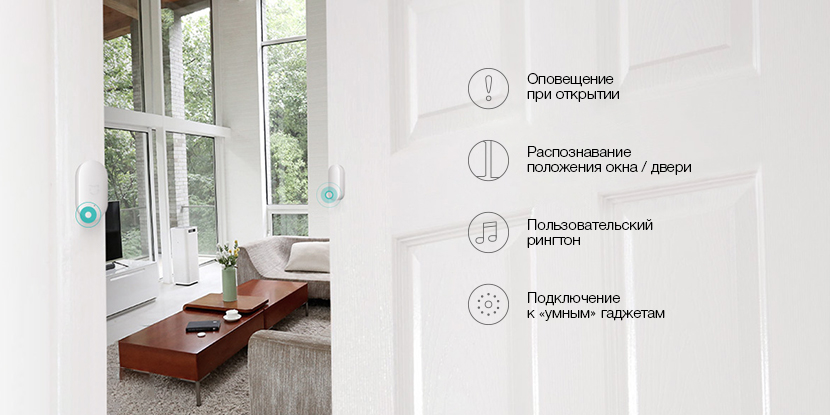 Оповещение
при открытии
Распознавание
положения окна / двери
Пользовательский
рингтон
Подключение
к «умным» гаджетам